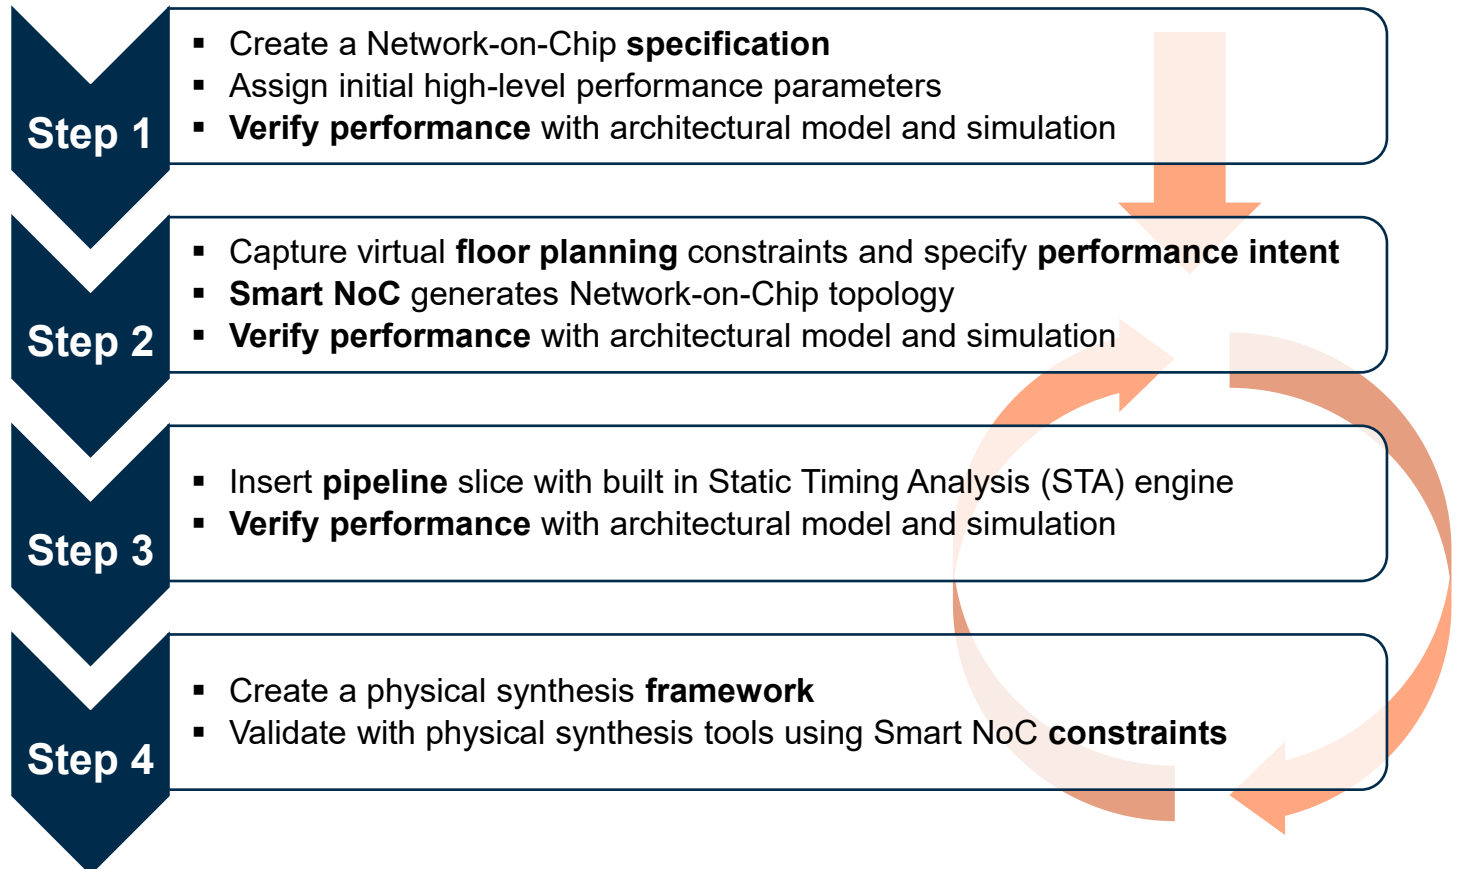 Step 1
▪ Create a Network-on-Chip specification
▪ Assign initial high-level performance parameters
▪ Verify performance with architectural model and simulation
Step 2
▪ Capture virtual floor planning constraints and specify performance intent
▪ Smart NoC generates Network-on-Chip topology
▪ Verify performance with architectural model and simulation
Step 3
▪ Insert pipeline slice with built in Static Timing Analysis (STA) engine
▪ Verify performance with architectural model and simulation
Step 4
▪ Create a physical synthesis framework
▪ Validate with physical synthesis tools using Smart NoC constraints